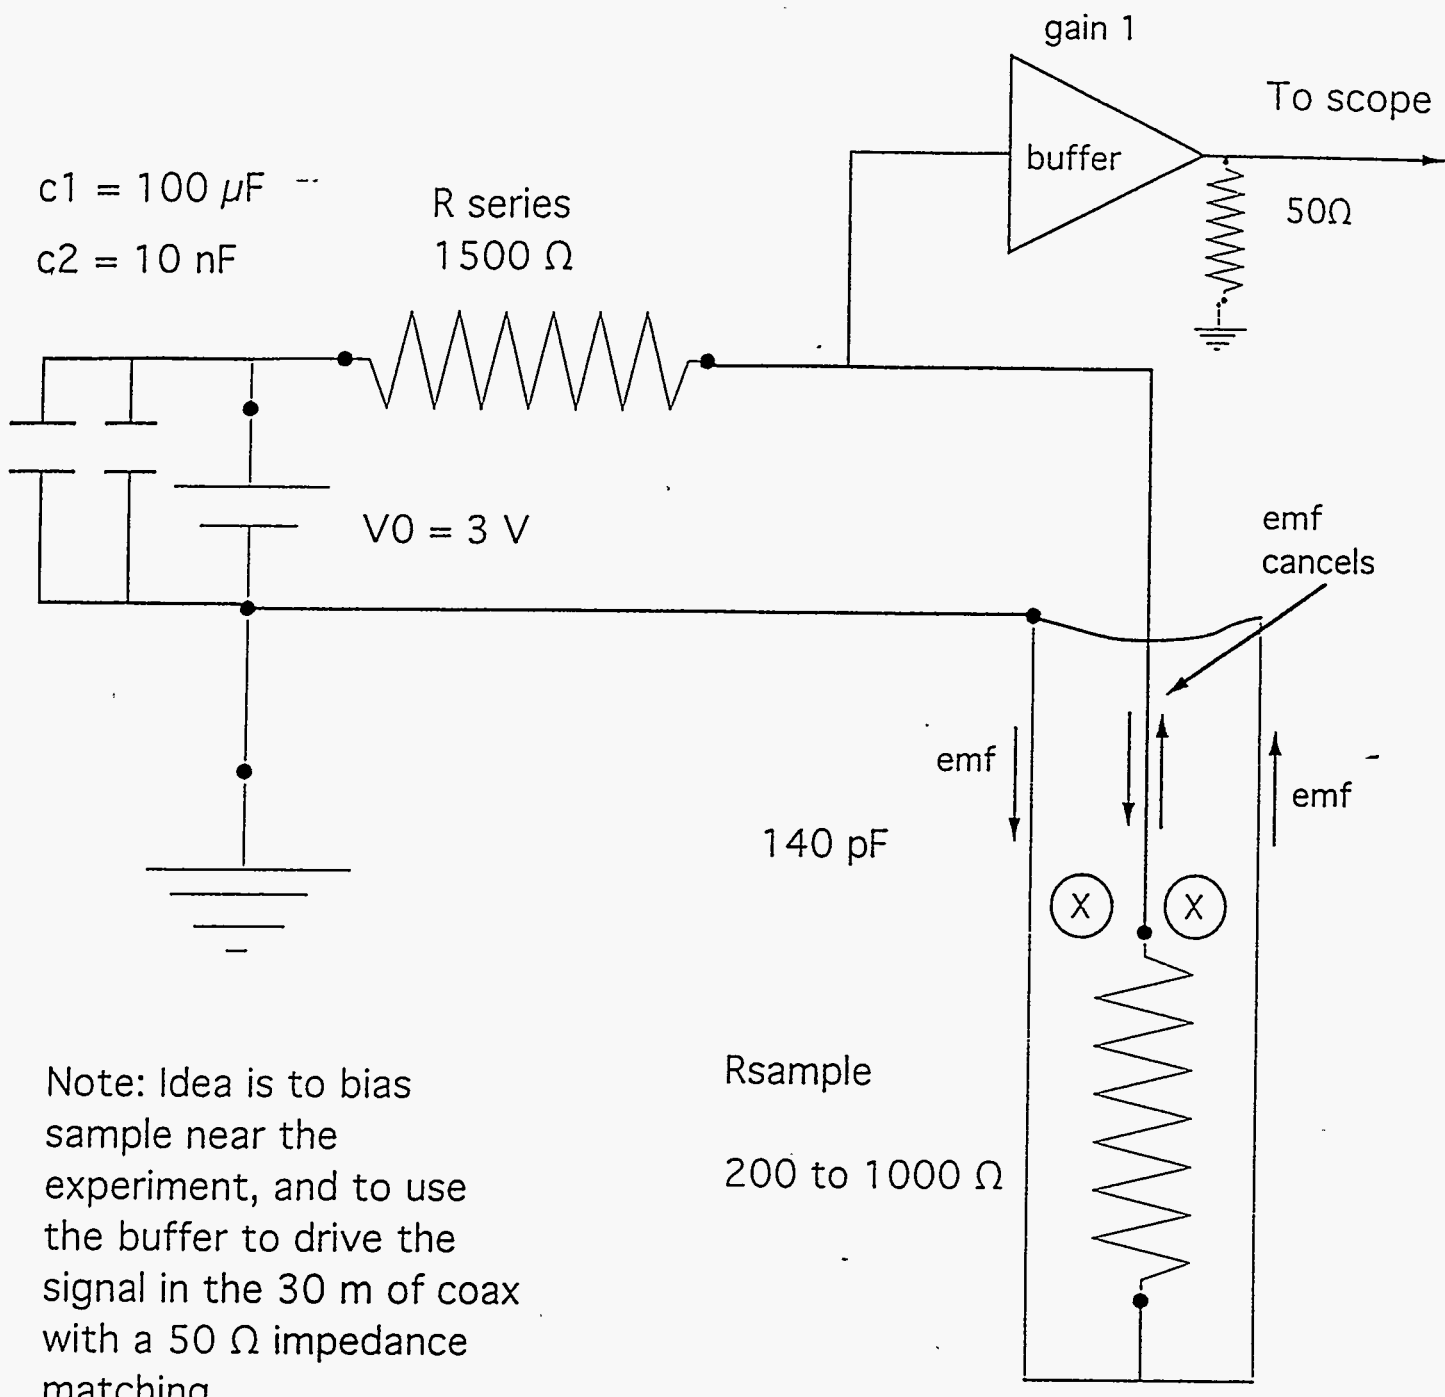 gain 1
To scope
buffer
50Ω
c1 = 100 µF
c2 = 10 nF
R series
1500 Ω
V0 = 3 V
emf
cancels
emf
emf
140 pF
X
X
Rsample
200 to 1000 Ω
Note: Idea is to bias
sample near the
experiment, and to use
the buffer to drive the
signal in the 30 m of coax
with a 50 Ω impedance
matching